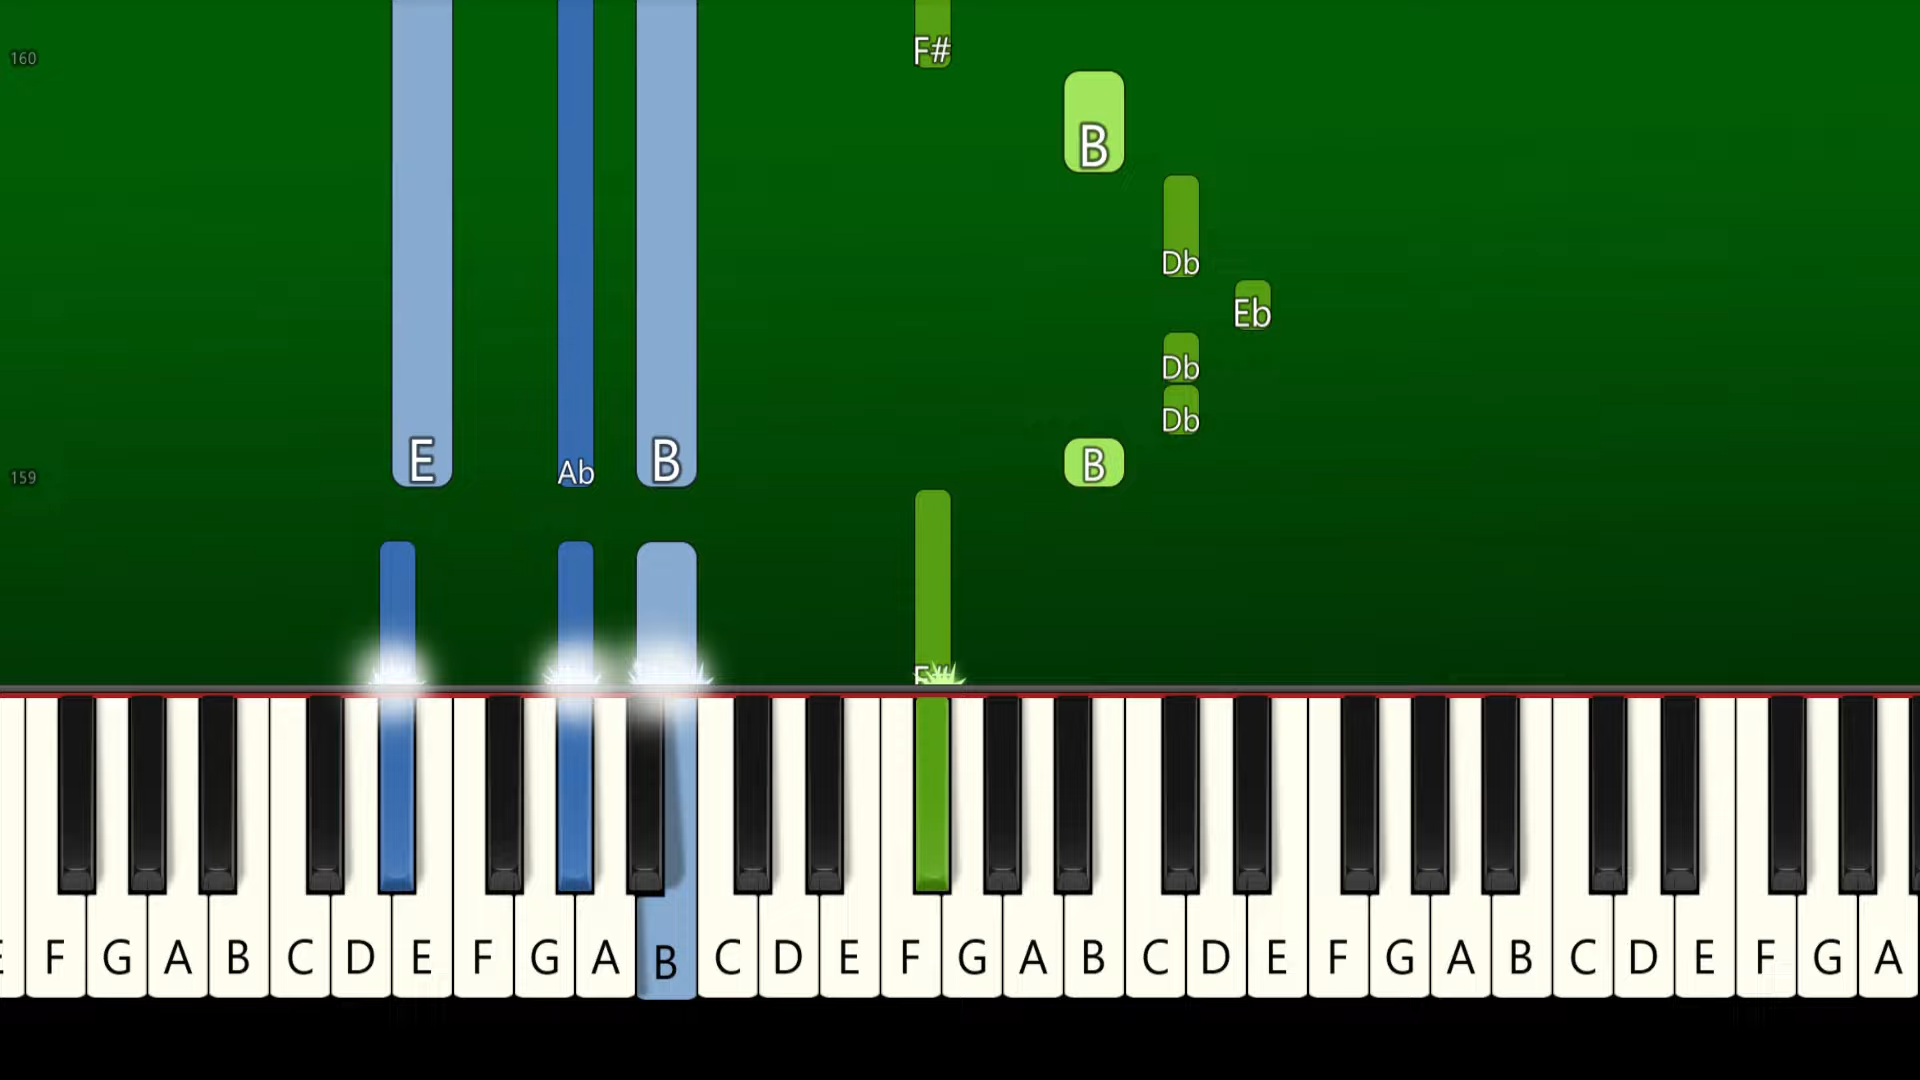 160
F#
B
Db
Eb
Db
Db
E
Ab
B
B
159
F#
E F G A B C D E F G A B C D E F G A B C D E F G A B C D E F G A